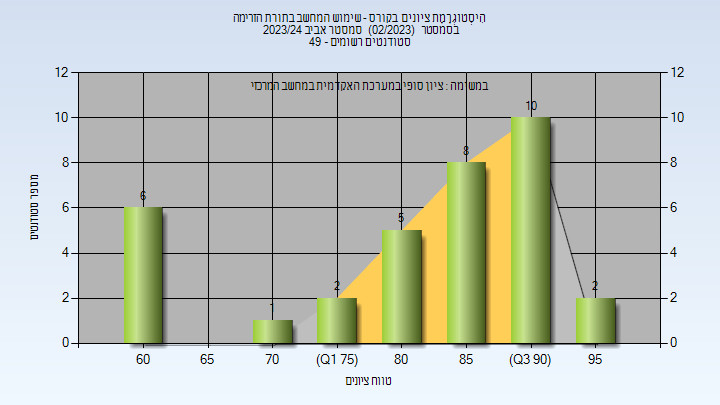 היסטוגרמת ציונים בקורס - שימוש המחשב בתורת הזרימה
בסמסטר (02/2023) סמסטר אביב 2023/24
סטודנטים רשומים - 49
במשימה : ציון סופי במערכת האקדמית במחשב המרכזי
12 12
10 10 10
8 8 8
6 6 6
5
4 4
2 2 2 2
1
0 0
60 65 70 (Q1 75) 80 85 (Q3 90) 95
מספר סטודנטים
טווח ציונים